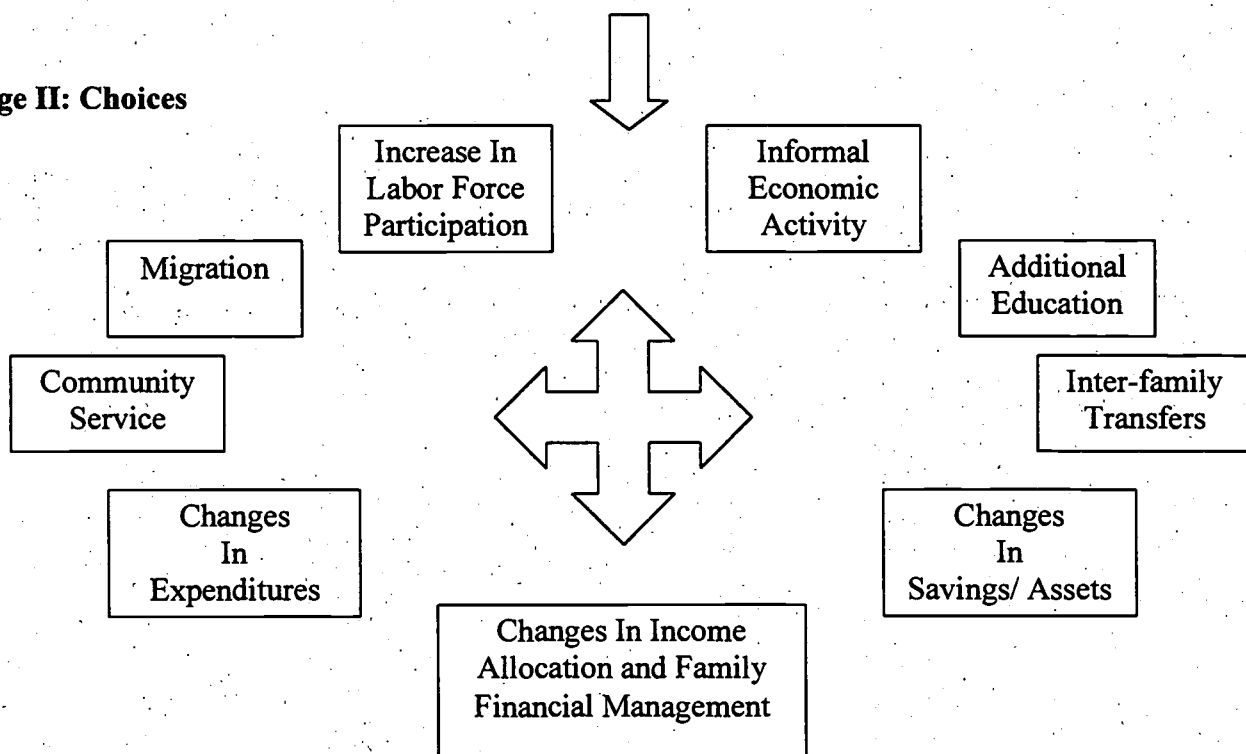 ge II: Choices
Increase In
Labor Force
Participation
Informal
Economic
Activity
Migration
Additional
Education
Community
Service
Inter-family
Transfers
Changes
In
Expenditures
Changes
In
Savings/ Assets
Changes In Income
Allocation and Family
Financial Management